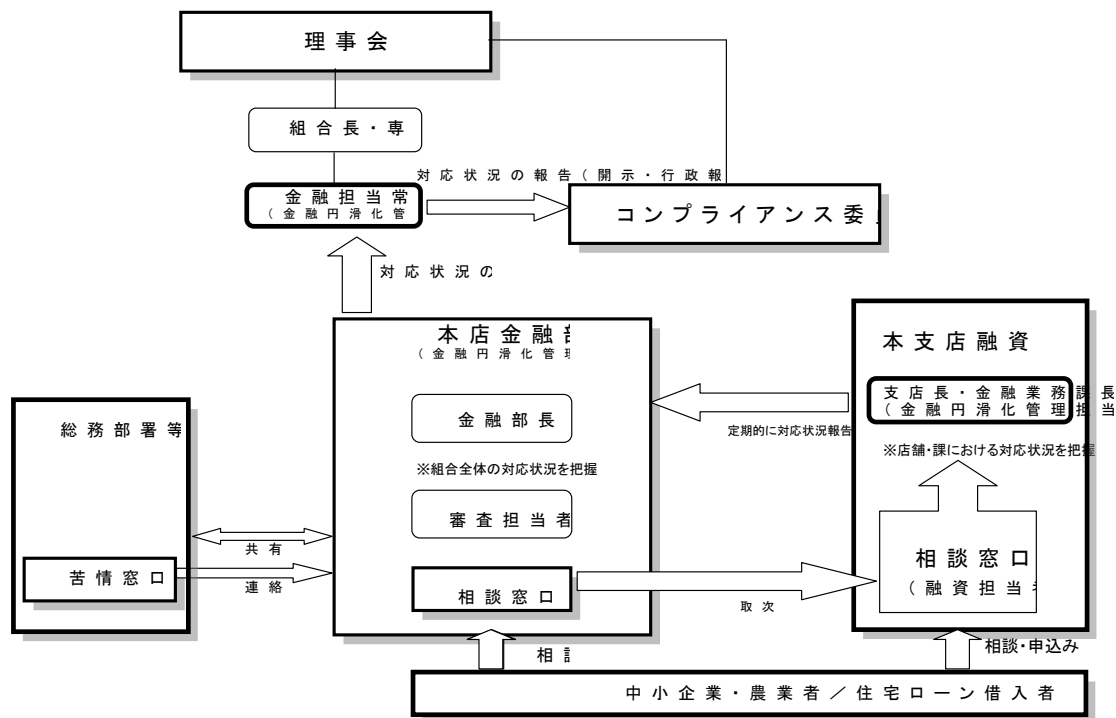 理事会
組合長・専
対応状況の報告（開示・行政報
金融担当常
（金融円滑化管
コンプライアンス委
対応状況の
本店金融
（金融円滑化管理
本支店融資
支店長・金融業務課長
（金融円滑化管理担当
金融部長
総務部署等
定期的に対応状況報告
※店舗・課における対応状況を把握
※組合全体の対応状況を把握
審査担当者
共有
相談窓口
（融資担当
苦情窓口
連絡
相談窓口
取次
相
相談・申込み
中小企業・農業者／住宅ローン借入者